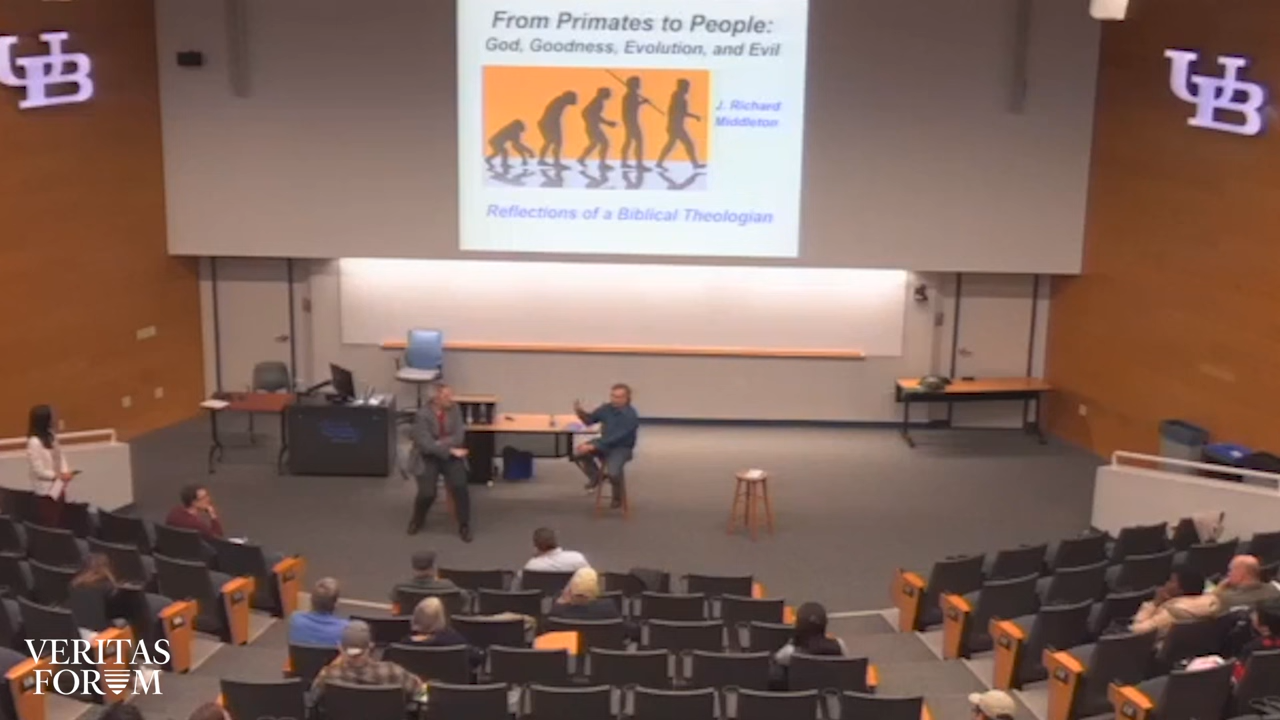 From Primates to People:
God, Goodness, Evolution, and Evil
J. Richard
Middleton
Reflections of a Biblical Theologian
UB
UB
VERITAS
FORUM